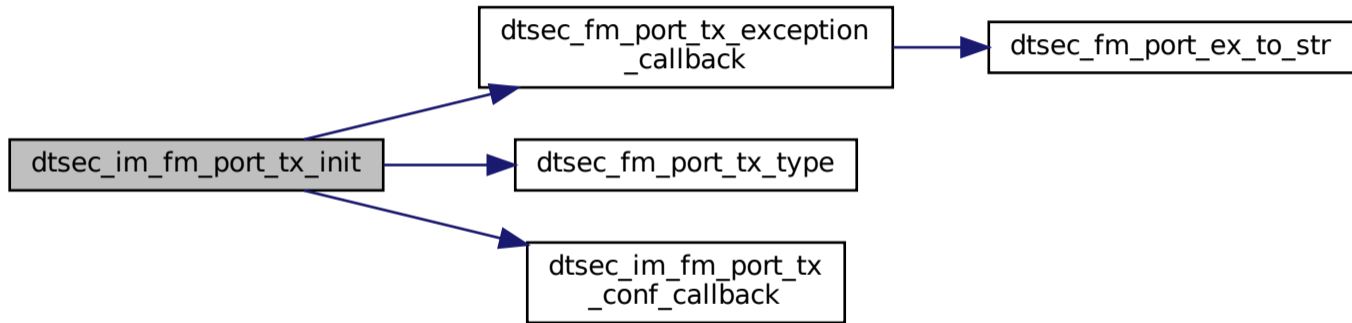 dtsec_fm_port_tx_exception
_callback
dtsec_fm_port_ex_to_str
dtsec_im_fm_port_tx_init
dtsec_fm_port_tx_type
dtsec_im_fm_port_tx
_conf_callback